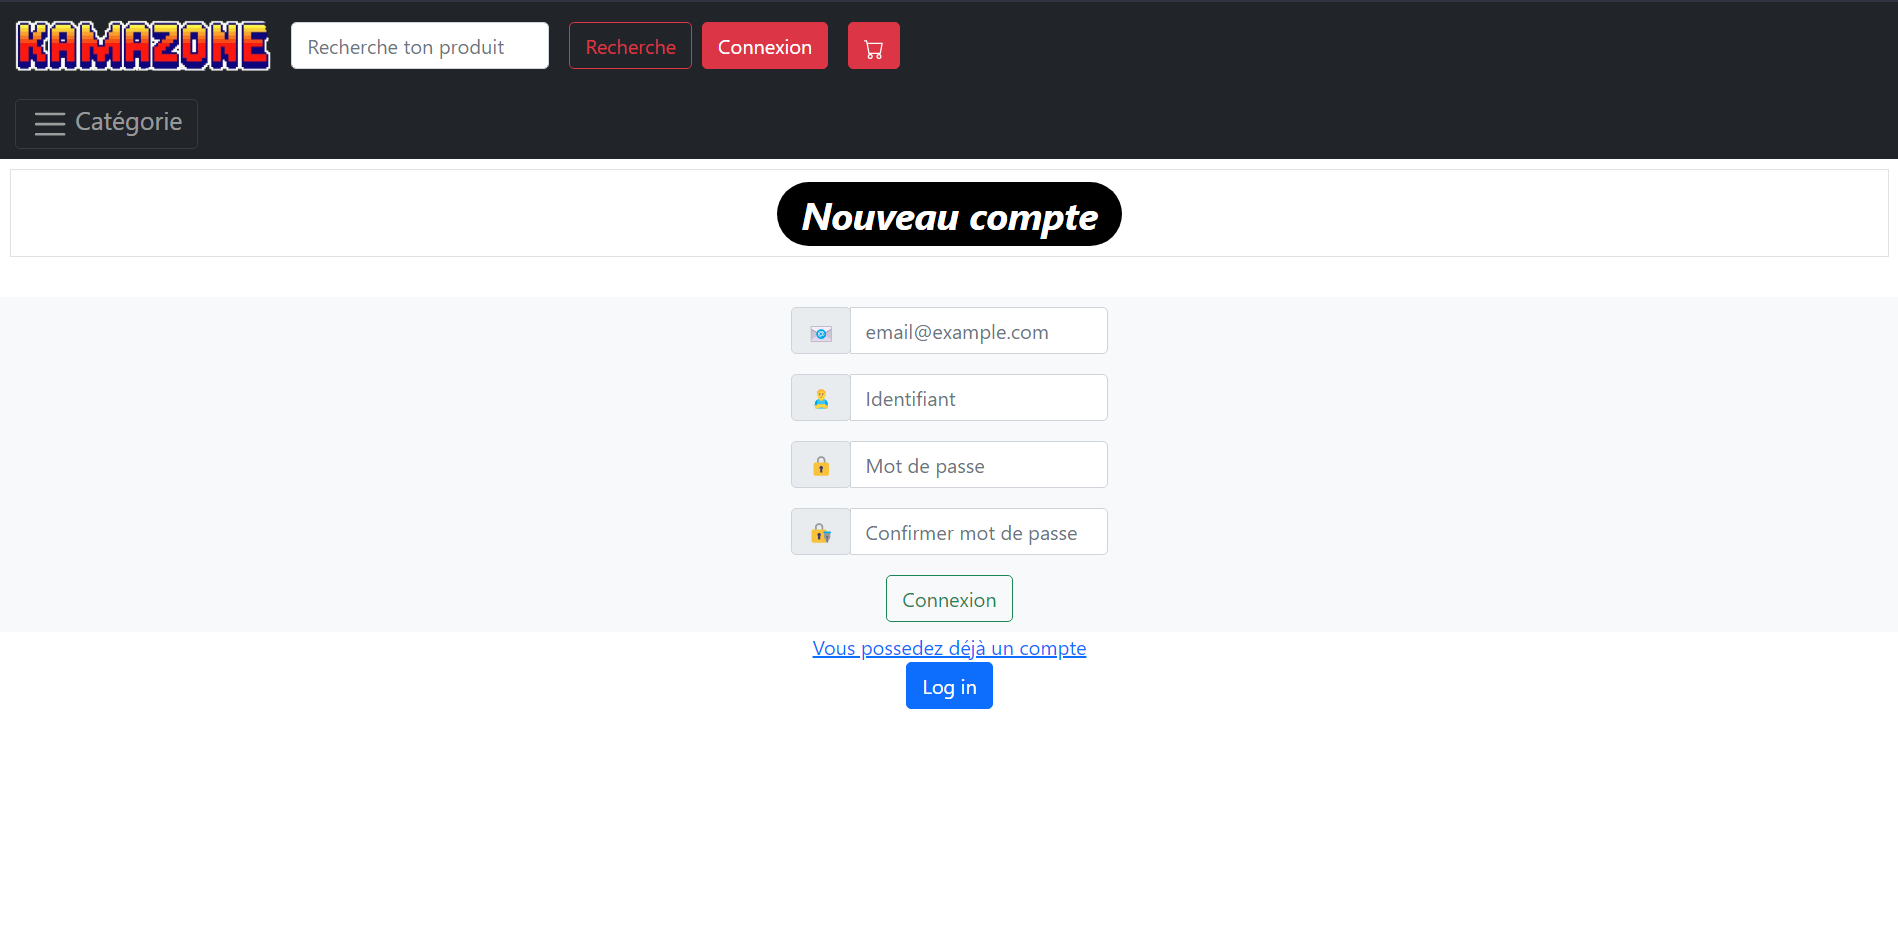 KAMAZONE
Recherche ton produit
Recherche
Connexion
Catégorie
Nouveau compte
email@example.com
Identifiant
Mot de passe
Confirmer mot de passe
Connexion
Vous possedez déjà un compte
Log in